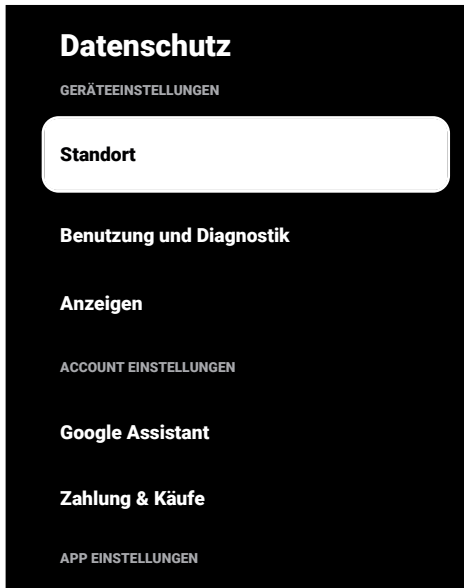 Datenschutz
GERÄTEEINSTELLUNGEN
Standort
Benutzung und Diagnostik
Anzeigen
ACCOUNT EINSTELLUNGEN
Google Assistant
Zahlung & Käufe
APP EINSTELLUNGEN